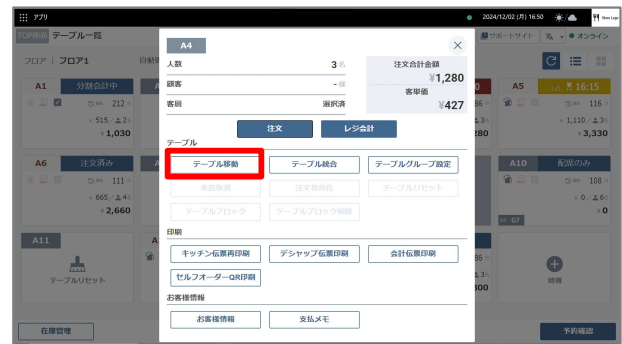 アプリ
2024/12/02 (月) 16:50
TOP画面 テーブル一覧
サポートサイト
オンライン
フロア | フロア1
A4
人数 3名
顧客 -様
客層 選択済
注文合計金額
¥1,280
客単価
¥427
注文 レジ会計
テーブル
テーブル移動 テーブル統合 テーブルグループ設定
来店取消 注文有効化 テーブルリセット
テーブルブロック テーブルブロック解除
印刷
キッチン伝票再印刷 デシャップ伝票印刷 会計伝票印刷
セルフオーダーQR印刷
お客様情報
お客様情報 支払メモ
A1 分割会計中
212
¥ 515 / 2
¥1,030
A5 16:15
116
¥ 1,110 / 3
¥3,330
A6 注文済み
111
¥ 665 / 4
¥2,660
A10 配席のみ
108
¥ 0 / 6
67 ¥0
A11
テーブルリセット
待機
在庫管理
予約確認